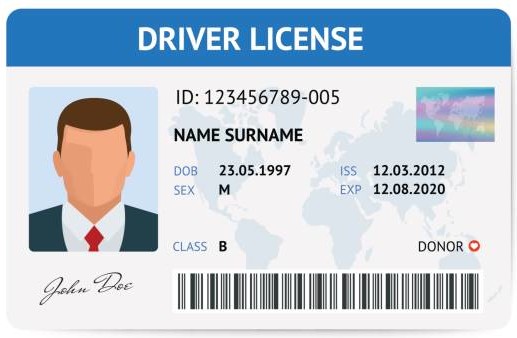 DRIVER LICENSE
ID: 123456789-005
NAME SURNAME
DOB 23.05.1997 ISS 12.03.2012
SEX M EXP 12.08.2020
CLASS B DONOR
John Doe